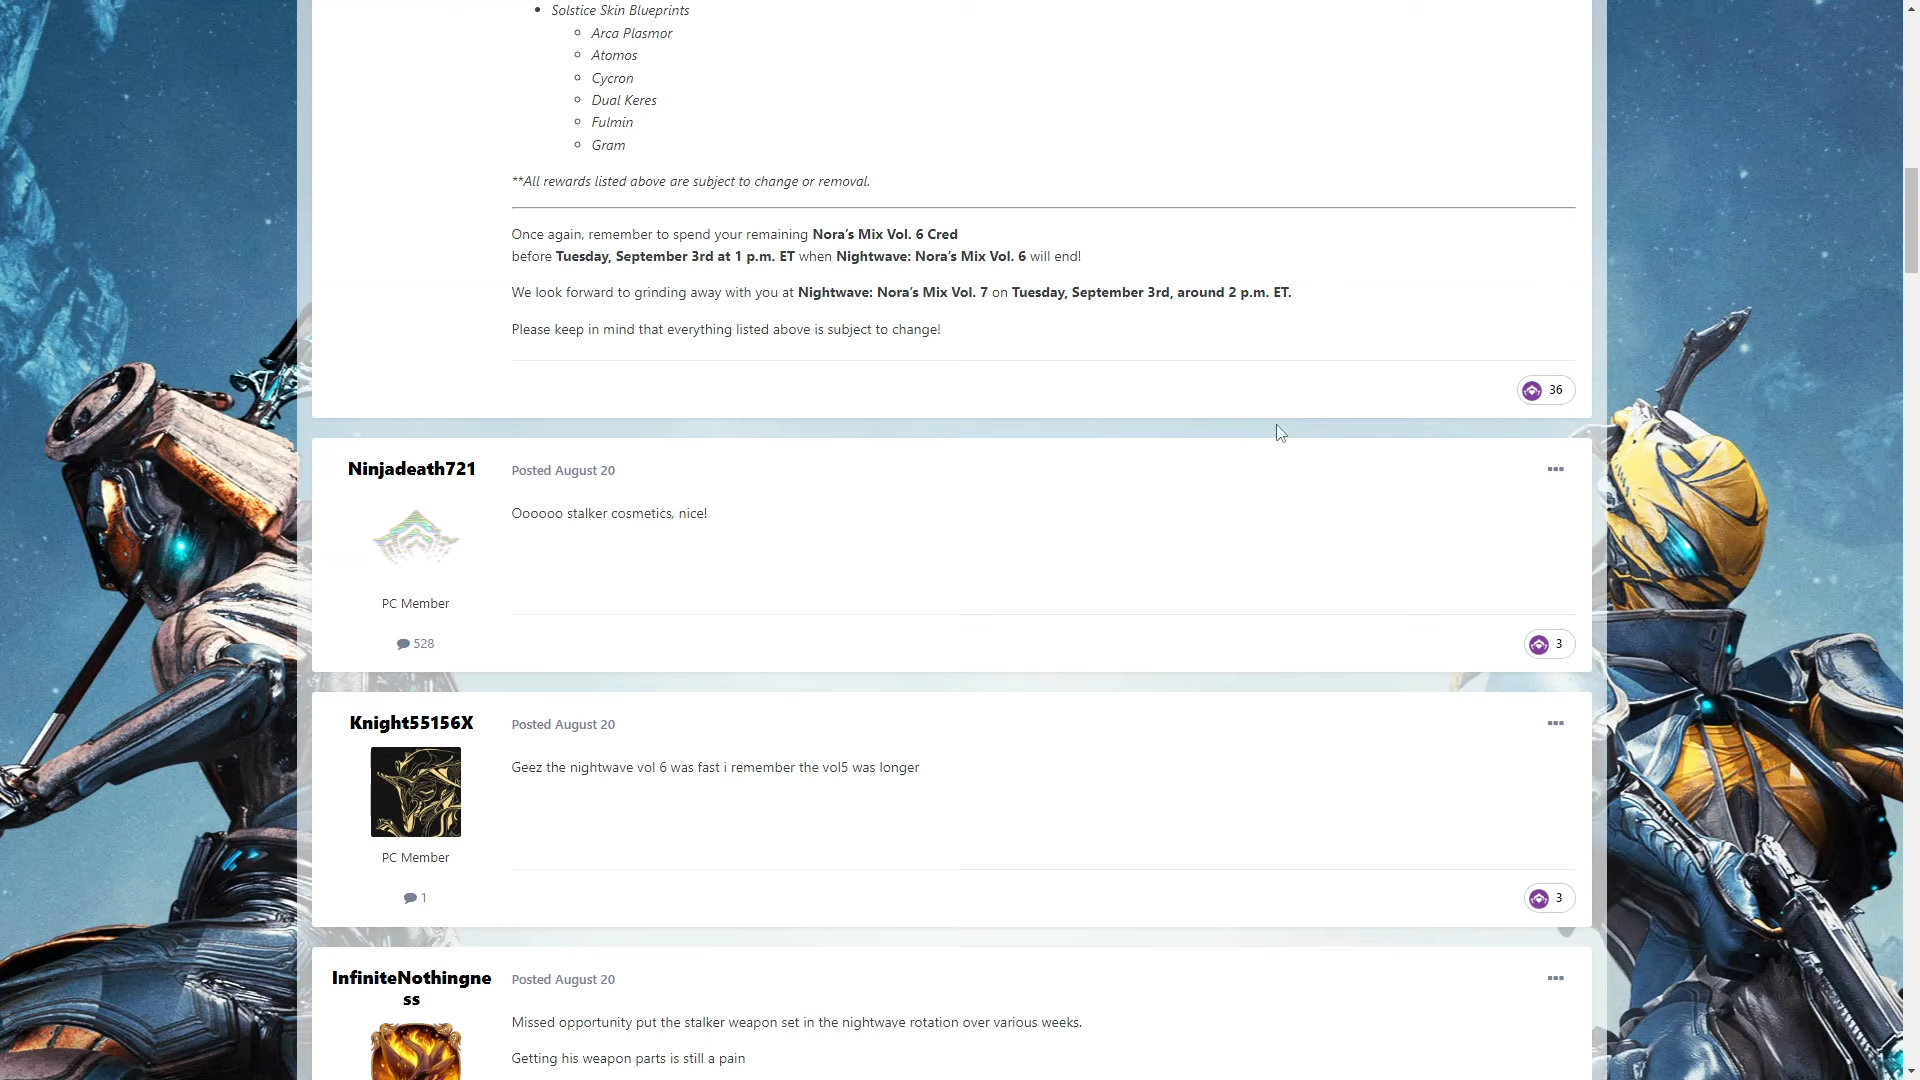 Solstice Skin Blueprints
Arca Plasmor
Atomos
Cycron
Dual Keres
Fulmin
Gram
**All rewards listed above are subject to change or removal.
Once again, remember to spend your remaining Nora’s Mix Vol. 6 Cred
before Tuesday, September 3rd at 1 p.m. ET when Nightwave: Nora’s Mix Vol. 6 will end!
We look forward to grinding away with you at Nightwave: Nora’s Mix Vol. 7 on Tuesday, September 3rd, around 2 p.m. ET.
Please keep in mind that everything listed above is subject to change!
36
Ninjadeath721
Posted August 20
Oooooo stalker cosmetics, nice!
PC Member
528
3
Knight55156X
Posted August 20
Geez the nightwave vol 6 was fast i remember the vol5 was longer
PC Member
1
3
InfiniteNothingne
ss
Posted August 20
Missed opportunity put the stalker weapon set in the nightwave rotation over various weeks.
Getting his weapon parts is still a pain